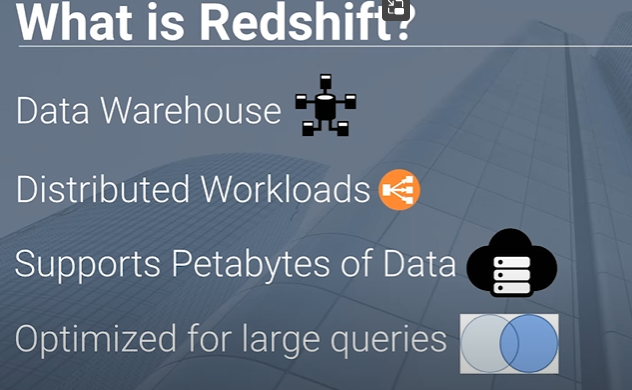 What is Redshift?
Data Warehouse
Distributed Workloads
Supports Petabytes of Data
Optimized for large queries